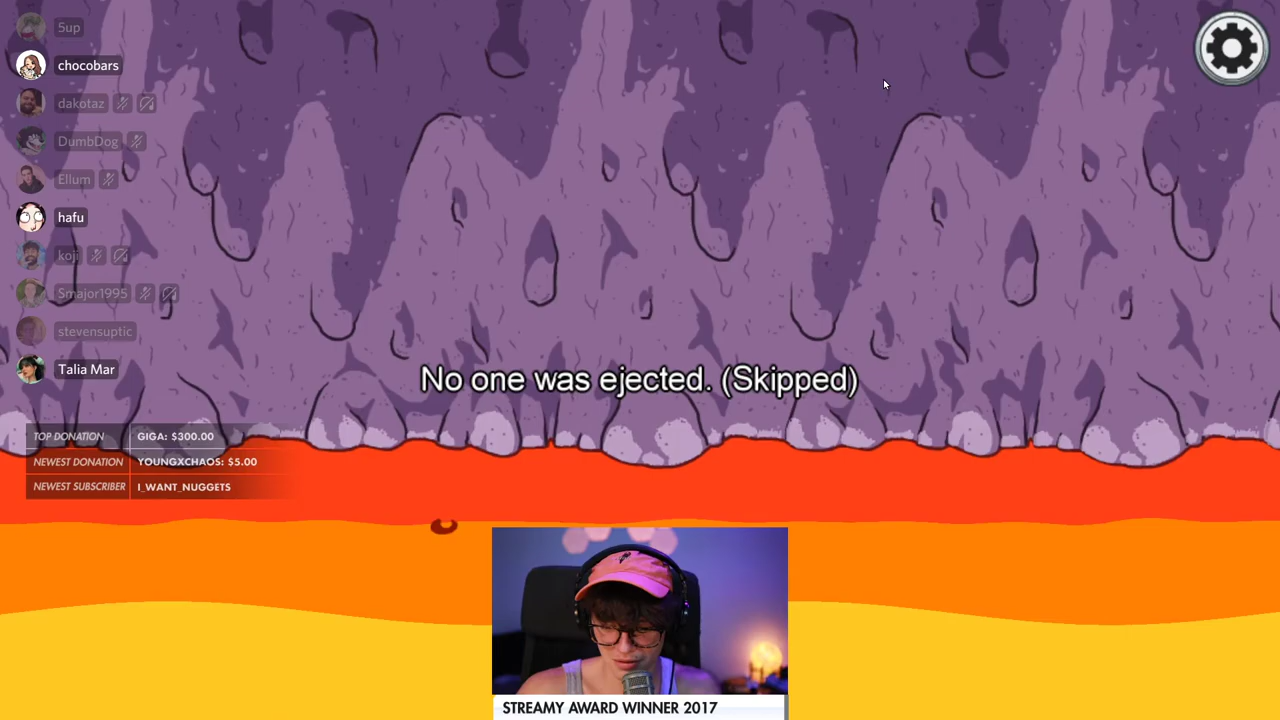 5up
chocobars
dakotaz
DumbDog
Ellum
hafu
koji
Smajor1995
stevensuptic
Talia Mar
No one was ejected. (Skipped)
TOP DONATION GIGA: $300.00
NEWEST DONATION YOUNGXCHAOS: $5.00
NEWEST SUBSCRIBER I_WANT_NUGGETS
STREAMY AWARD WINNER 2017